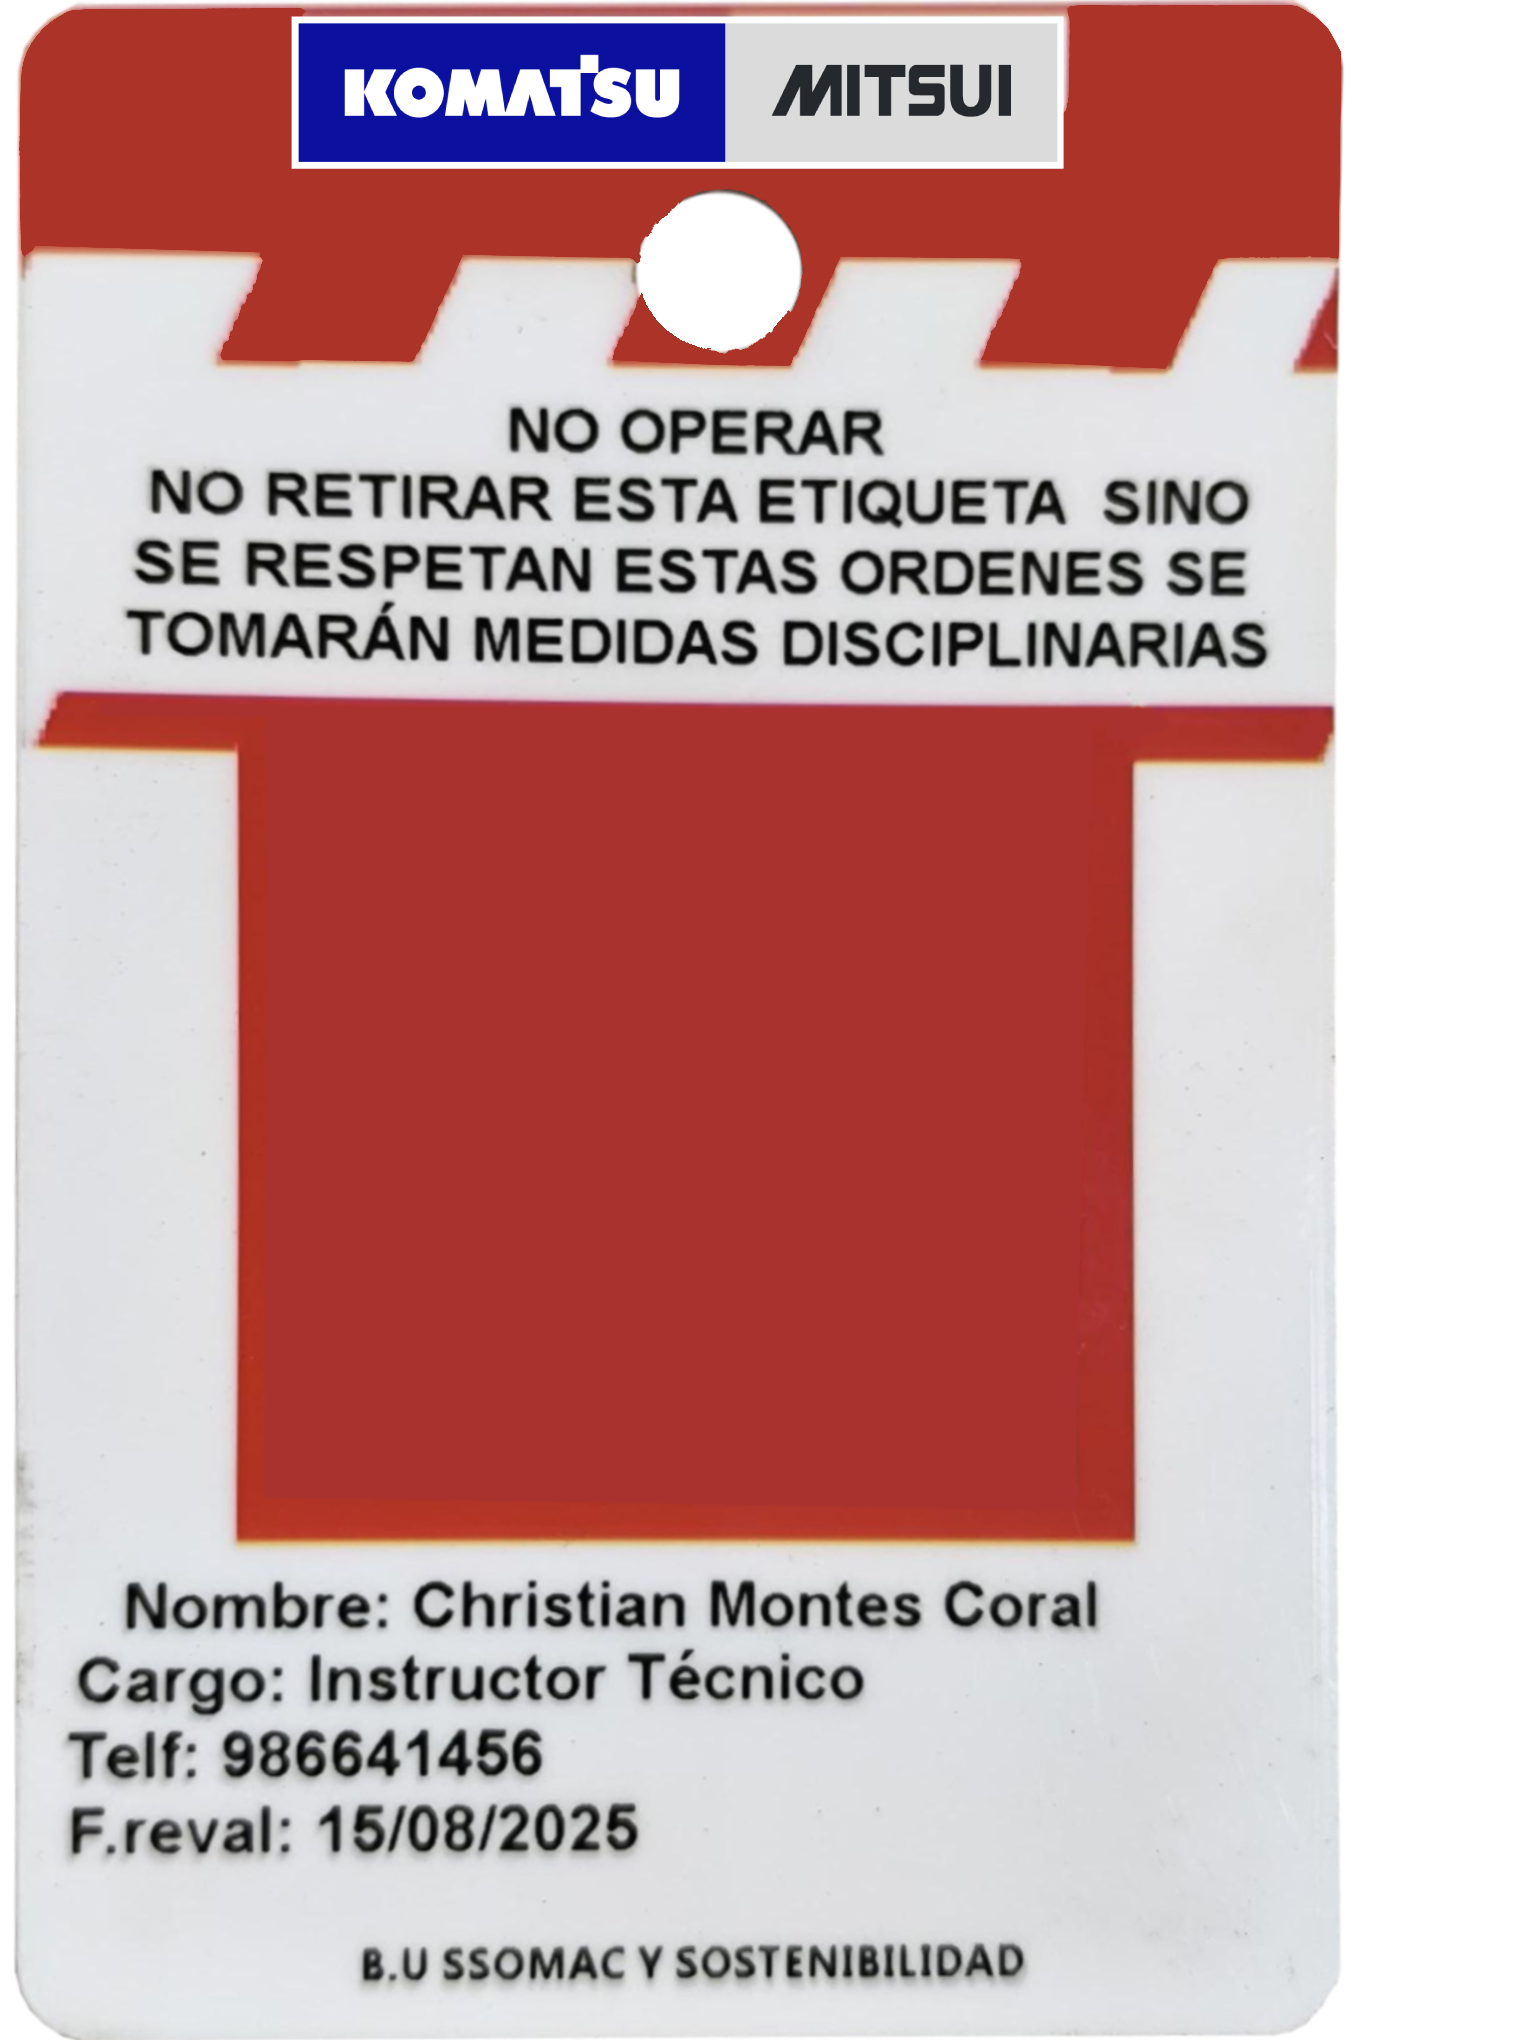 KOMATSU MITSUI
NO OPERAR
NO RETIRAR ESTA ETIQUETA SINO
SE RESPETAN ESTAS ORDENES SE
TOMARÁN MEDIDAS DISCIPLINARIAS
Nombre: Christian Montes Coral
Cargo: Instructor Técnico
Telf: 986641456
F.reval: 15/08/2025
B.U SSOMAC Y SOSTENIBILIDAD